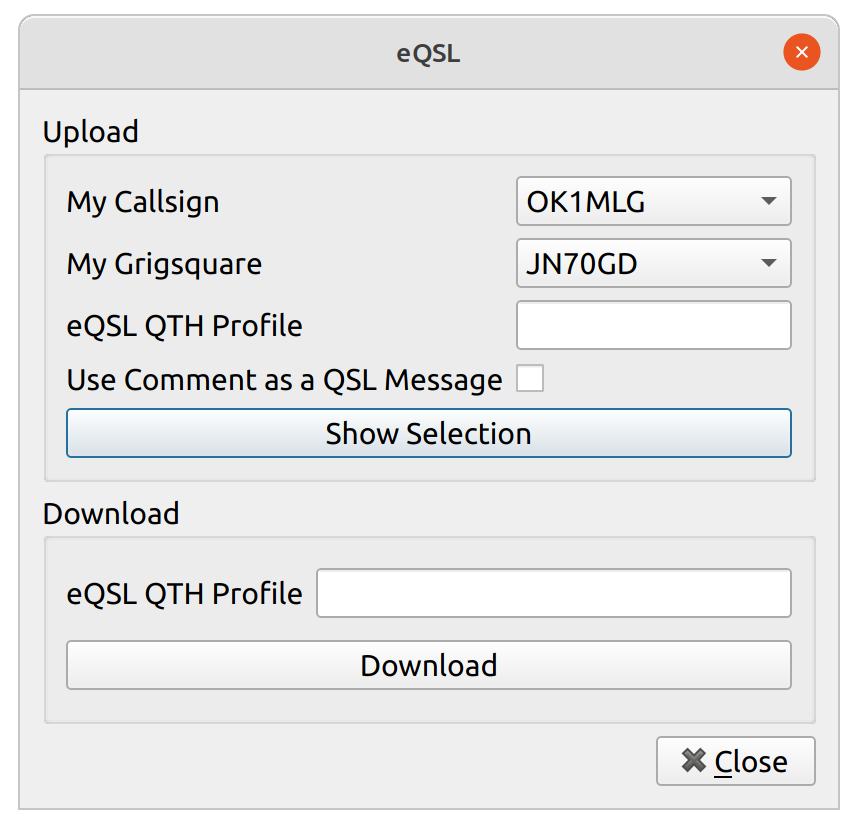 eQSL
Upload
My Callsign OK1MLG
My Grigsquare JN70GD
eQSL QTH Profile
Use Comment as a QSL Message
Show Selection
Download
eQSL QTH Profile
Download
Close